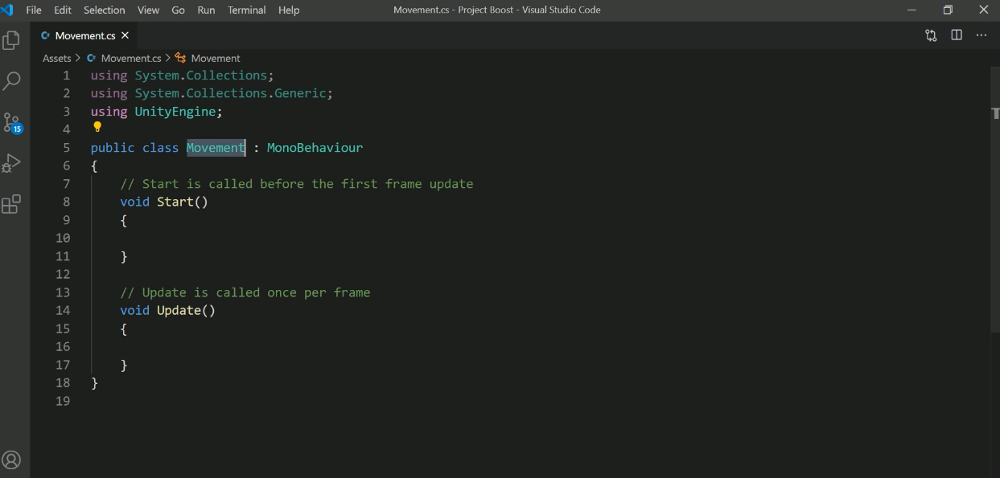 File Edit Selection View Go Run Terminal Help Movement.cs - Project Boost - Visual Studio Code
Movement.cs
Assets > Movement.cs > Movement
1 using System.Collections;
2 using System.Collections.Generic;
3 using UnityEngine;
4
5 public class Movement : MonoBehaviour
6 {
7 // Start is called before the first frame update
8 void Start()
9 {
10
11 }
12
13 // Update is called once per frame
14 void Update()
15 {
16
17 }
18 }
19
15